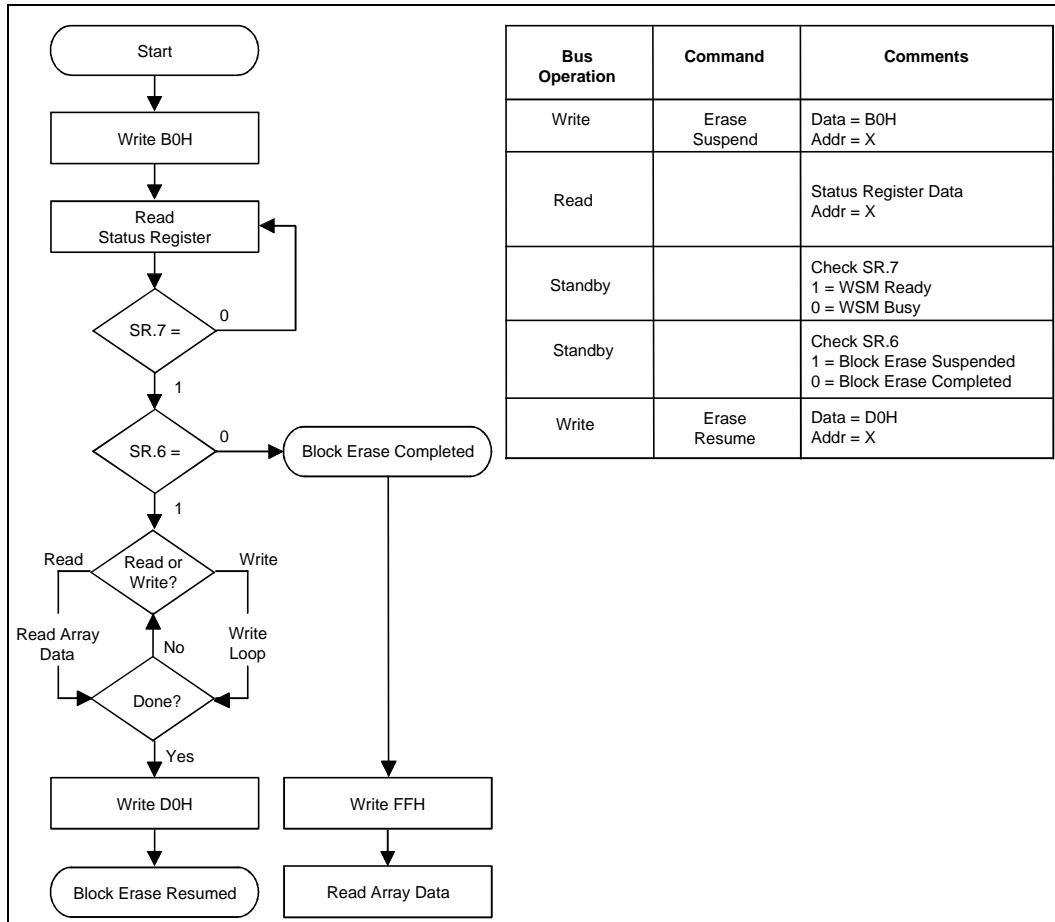 Start
Write B0H
Read
Status Register
0
SR.7 =
1
0
SR.6 =
Block Erase Completed
1
Read
Read or
Write?
Write
Read Array
Data
No
Write
Loop
Done?
Yes
Write D0H
Write FFH
Block Erase Resumed
Read Array Data
Bus
Operation
Command
Comments
Write
Erase
Suspend
Data = B0H
Addr = X
Read
Status Register Data
Addr = X
Standby
Check SR.7
1 = WSM Ready
0 = WSM Busy
Standby
Check SR.6
1 = Block Erase Suspended
0 = Block Erase Completed
Write
Erase
Resume
Data = D0H
Addr = X